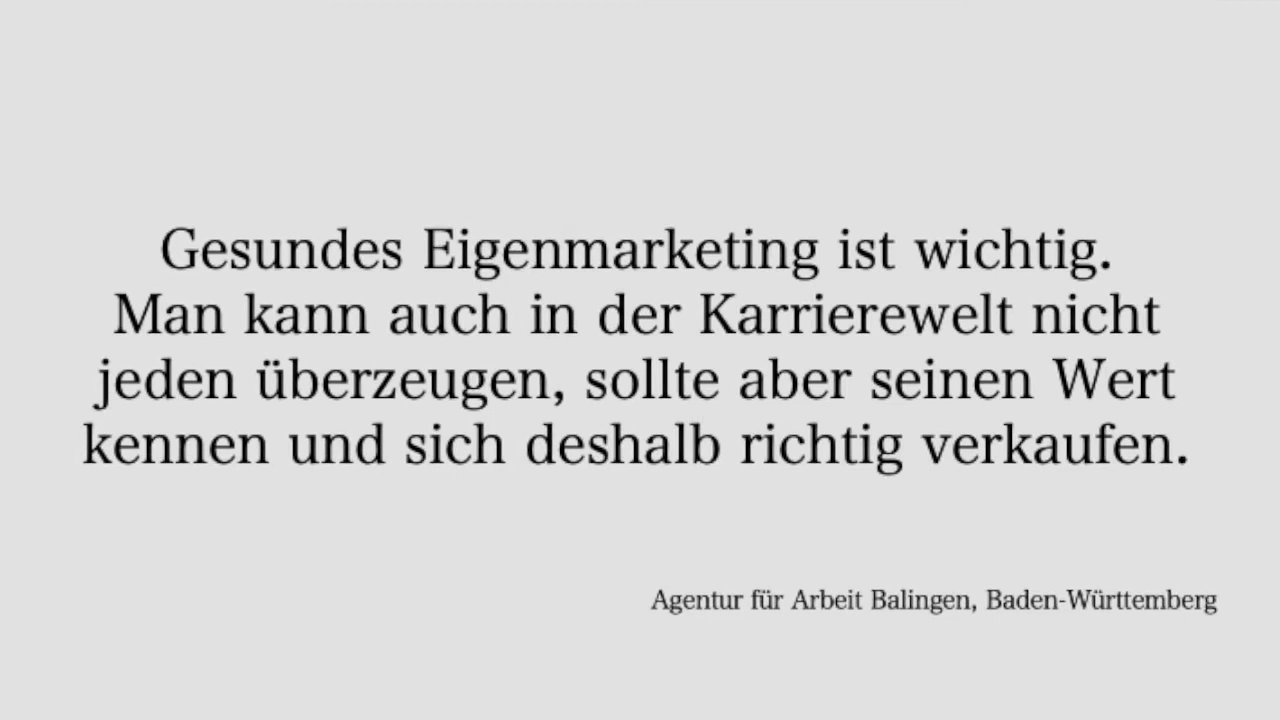 Gesundes Eigenmarketing ist wichtig.
Man kann auch in der Karrierewelt nicht
jeden überzeugen, sollte aber seinen Wert
kennen und sich deshalb richtig verkaufen.
Agentur für Arbeit Balingen, Baden-Württemberg